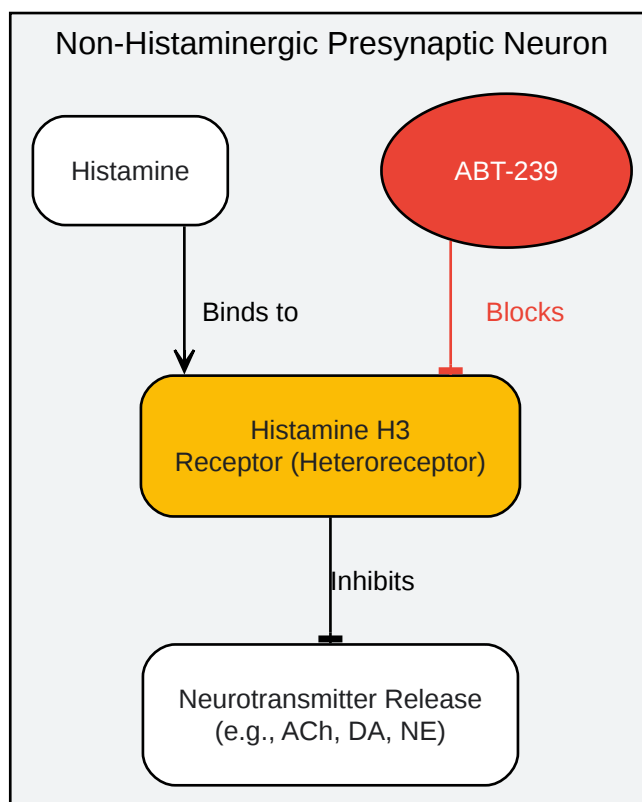 Non-Histaminergic Presynaptic Neuron
Histamine
ABT-239
Binds to
Blocks
Histamine H3
Receptor (Heteroreceptor)
Inhibits
Neurotransmitter Release
(e.g., ACh, DA, NE)